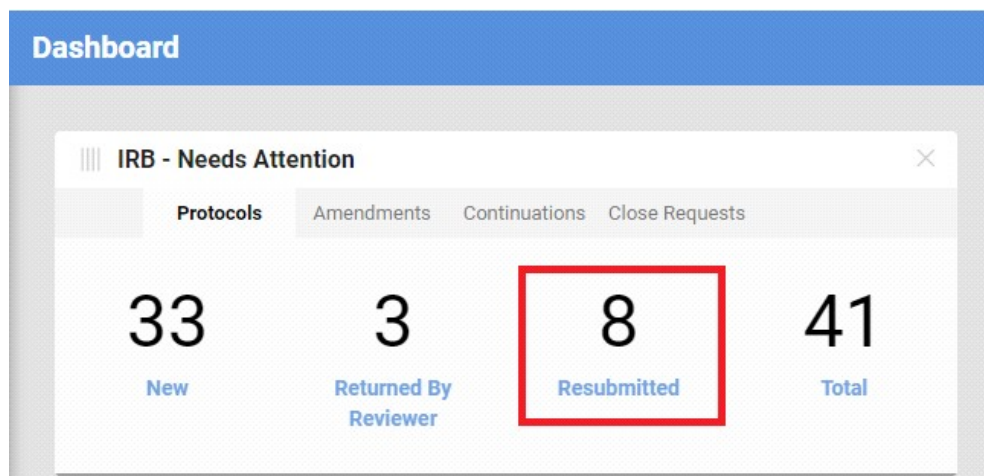 Dashboard
IRB - Needs Attention
Protocols Amendments Continuations Close Requests
33 3 8 41
New Returned By Resubmitted Total
Reviewer